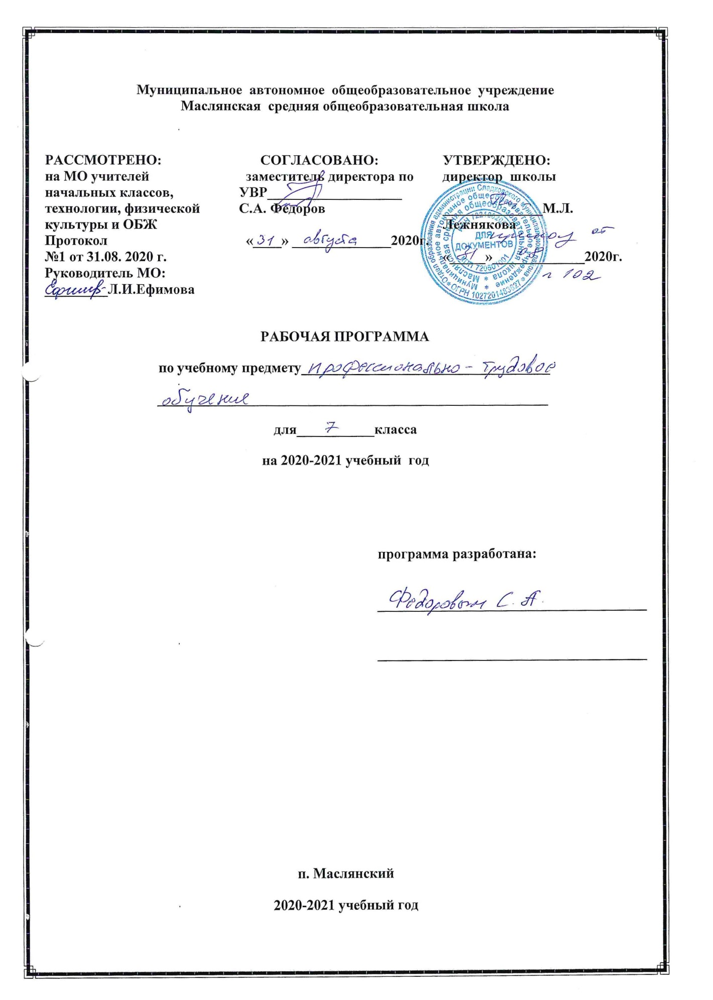 Муниципальное автономное общеобразовательное учреждение
Маслянская средняя общеобразовательная школа
РАССМОТРЕНО:
на МО учителей
начальных классов,
технологии, физической
культуры и ОБЖ
Протокол
№1 от 31.08. 2020 г.
Руководитель МО:
Л.И.Ефимова
СОГЛАСОВАНО:
заместитель директора по
УВР
С.А. Федоров
«31» августа 2020г.
УТВЕРЖДЕНО:
директор школы
М.Л.
Лежнякова
приказ от
«31» 08 2020г.
102
Отдел образования администрации Сладковского муниципального района * ОГРН 1027201483627 *
Муниципальное автономное общеобразовательное учреждение *
Маслянская средняя общеобразовательная школа *
КПП 720501001
ДЛЯ
ДОКУМЕНТОВ
РАБОЧАЯ ПРОГРАММА
по учебному предмету профессионально-трудовое
обучение
для 7 класса
на 2020-2021 учебный год
программа разработана:
Федоровым С.А.
п. Маслянский
2020-2021 учебный год